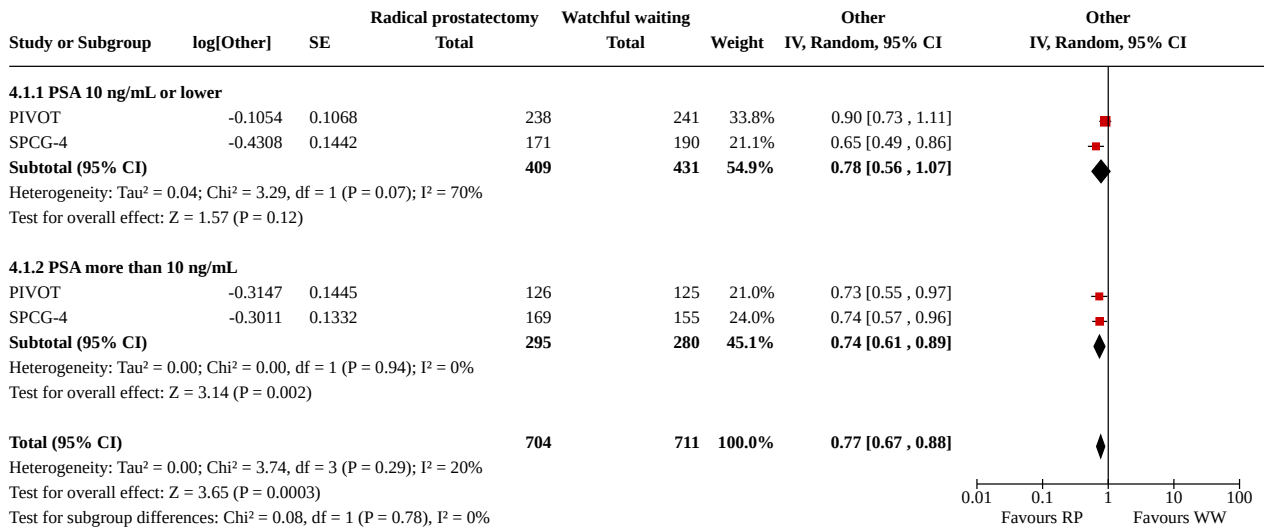 Radical prostatectomy Watchful waiting Other Other
Study or Subgroup log[Other] SE Total Total Weight IV, Random, 95% CI IV, Random, 95% CI
4.1.1 PSA 10 ng/mL or lower
PIVOT -0.1054 0.1068 238 241 33.8% 0.90 [0.73 , 1.11]
SPCG-4 -0.4308 0.1442 171 190 21.1% 0.65 [0.49 , 0.86]
Subtotal (95% CI) 409 431 54.9% 0.78 [0.56 , 1.07]
Heterogeneity: Tau² = 0.04; Chi² = 3.29, df = 1 (P = 0.07); I² = 70%
Test for overall effect: Z = 1.57 (P = 0.12)
4.1.2 PSA more than 10 ng/mL
PIVOT -0.3147 0.1445 126 125 21.0% 0.73 [0.55 , 0.97]
SPCG-4 -0.3011 0.1332 169 155 24.0% 0.74 [0.57 , 0.96]
Subtotal (95% CI) 295 280 45.1% 0.74 [0.61 , 0.89]
Heterogeneity: Tau² = 0.00; Chi² = 0.00, df = 1 (P = 0.94); I² = 0%
Test for overall effect: Z = 3.14 (P = 0.002)
Total (95% CI) 704 711 100.0% 0.77 [0.67 , 0.88]
Heterogeneity: Tau² = 0.00; Chi² = 3.74, df = 3 (P = 0.29); I² = 20%
Test for overall effect: Z = 3.65 (P = 0.0003)
Test for subgroup differences: Chi² = 0.08, df = 1 (P = 0.78), I² = 0%
0.01 0.1 1 10 100
Favours RP Favours WW